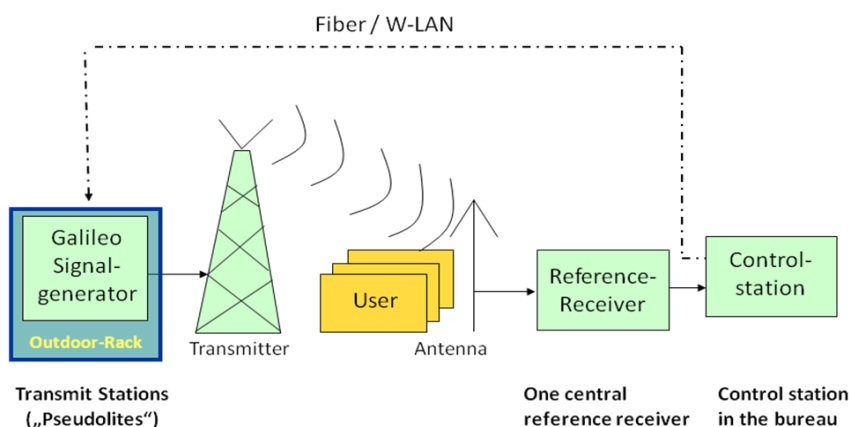 Fiber / W-LAN
Galileo
Signal-
generator
Outdoor-Rack
Transmitter
User
Antenna
Reference-
Receiver
Control-
station
Transmit Stations
(„Pseudolites“)
One central
reference receiver
Control station
in the bureau